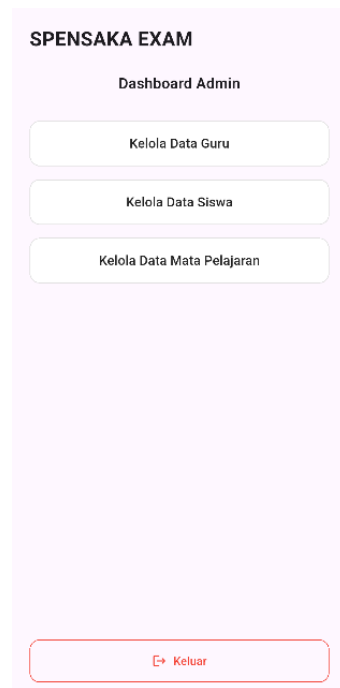 SPENSAKA EXAM
Dashboard Admin
Kelola Data Guru
Kelola Data Siswa
Kelola Data Mata Pelajaran
Keluar